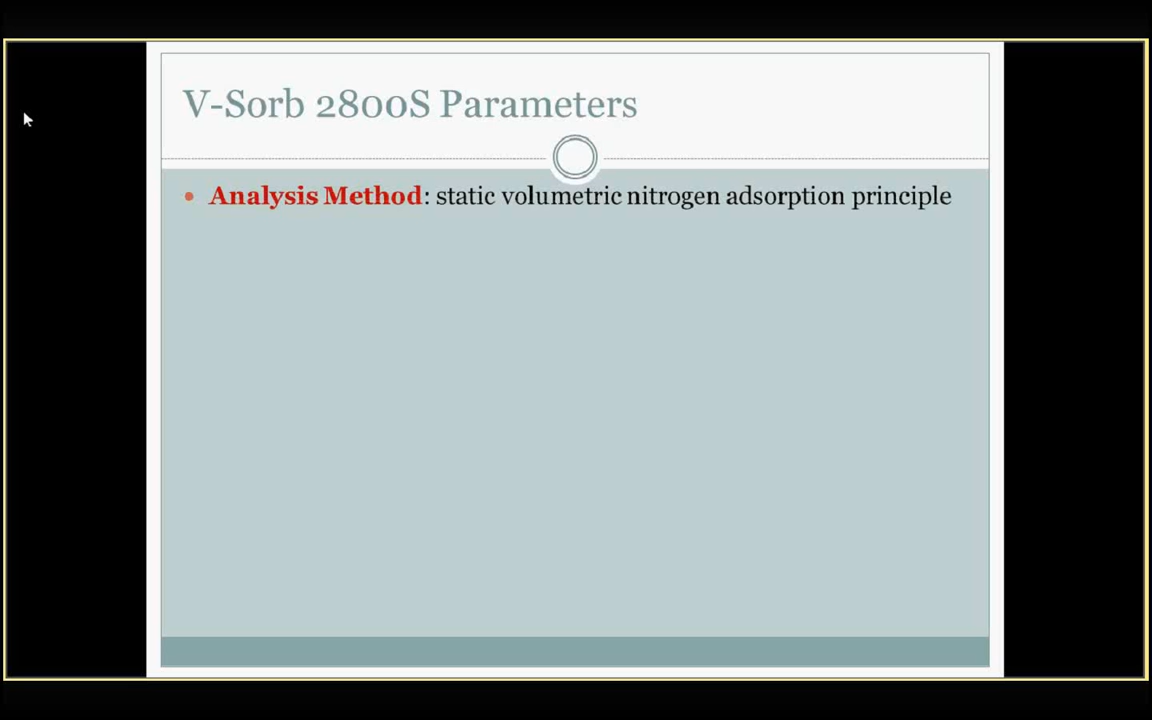 V-Sorb 2800S Parameters
• Analysis Method: static volumetric nitrogen adsorption principle